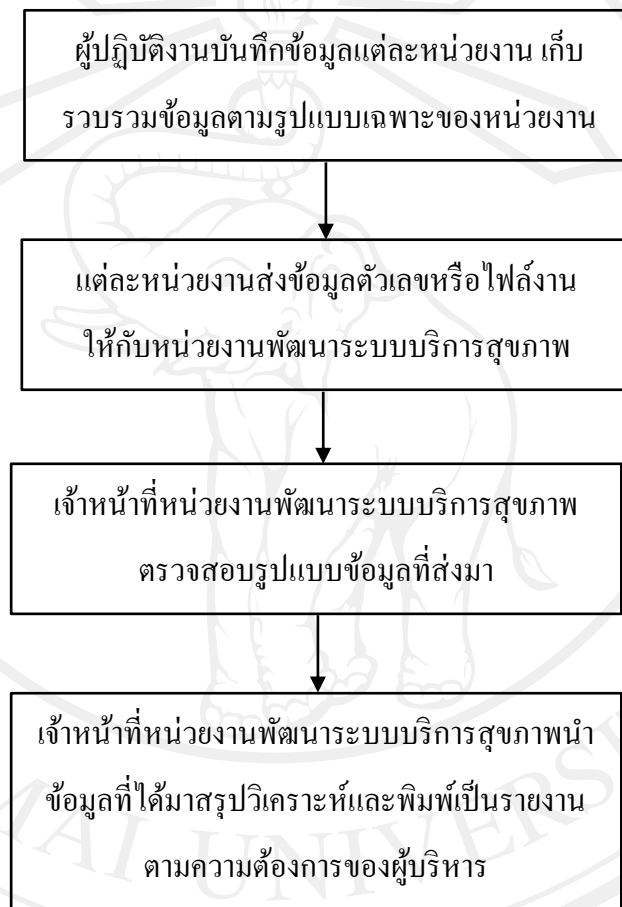 ผู้ปฏิบัติงานบันทึกข้อมูลแต่ละหน่วยงาน เก็บ
รวบรวมข้อมูลตามรูปแบบเฉพาะของหน่วยงาน
แต่ละหน่วยงานส่งข้อมูลตัวเลขหรือไฟล์งาน
ให้กับหน่วยงานพัฒนาระบบบริการสุขภาพ
เจ้าหน้าที่หน่วยงานพัฒนาระบบบริการสุขภาพ
ตรวจสอบรูปแบบข้อมูลที่ส่งมา
เจ้าหน้าที่หน่วยงานพัฒนาระบบบริการสุขภาพนำ
ข้อมูลที่ได้มาสรุปวิเคราะห์และพิมพ์เป็นรายงาน
ตามความต้องการของผู้บริหาร